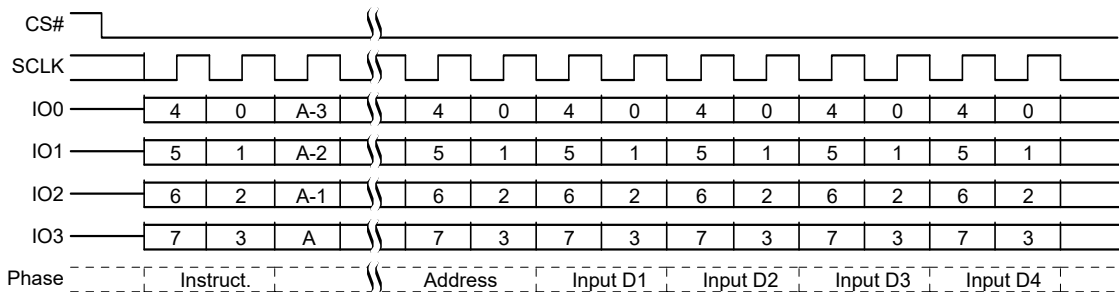 CS#
SCLK
IO0 4 0 A-3 4 0 4 0 4 0 4 0 4 0
IO1 5 1 A-2 5 1 5 1 5 1 5 1 5 1
IO2 6 2 A-1 6 2 6 2 6 2 6 2 6 2
IO3 7 3 A 7 3 7 3 7 3 7 3 7 3
Phase Instruct. Address Input D1 Input D2 Input D3 Input D4